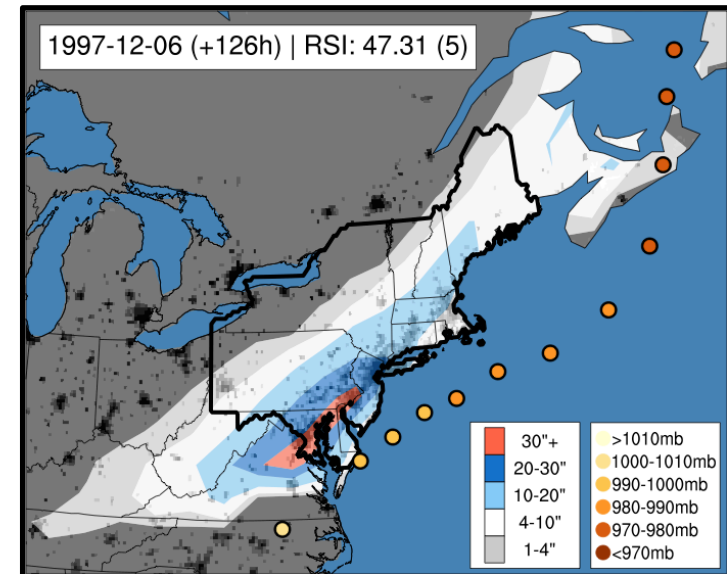 1997-12-06 (+126h) | RSI: 47.31 (5)
30"+
20-30"
10-20"
4-10"
1-4"
>1010mb
1000-1010mb
990-1000mb
980-990mb
970-980mb
<970mb